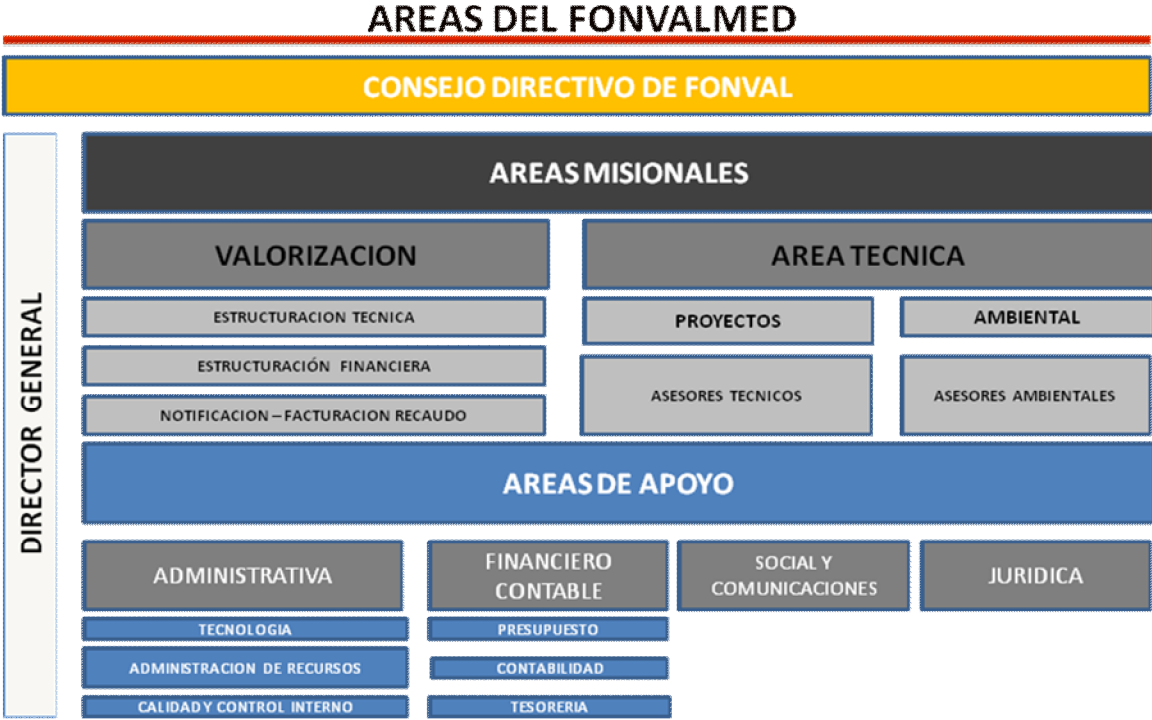 AREAS DEL FONVALMED
CONSEJO DIRECTIVO DE FONVAL
DIRECTOR GENERAL
AREAS MISIONALES
VALORIZACION
ESTRUCTURACION TECNICA
ESTRUCTURACIÓN FINANCIERA
NOTIFICACION – FACTURACION RECAUDO
AREA TECNICA
PROYECTOS
ASESORES TECNICOS
AMBIENTAL
ASESORES AMBIENTALES
AREAS DE APOYO
ADMINISTRATIVA
TECNOLOGIA
ADMINISTRACION DE RECURSOS
CALIDAD Y CONTROL INTERNO
FINANCIERO
CONTABLE
PRESUPUESTO
CONTABILIDAD
TESORERIA
SOCIAL Y
COMUNICACIONES
JURIDICA